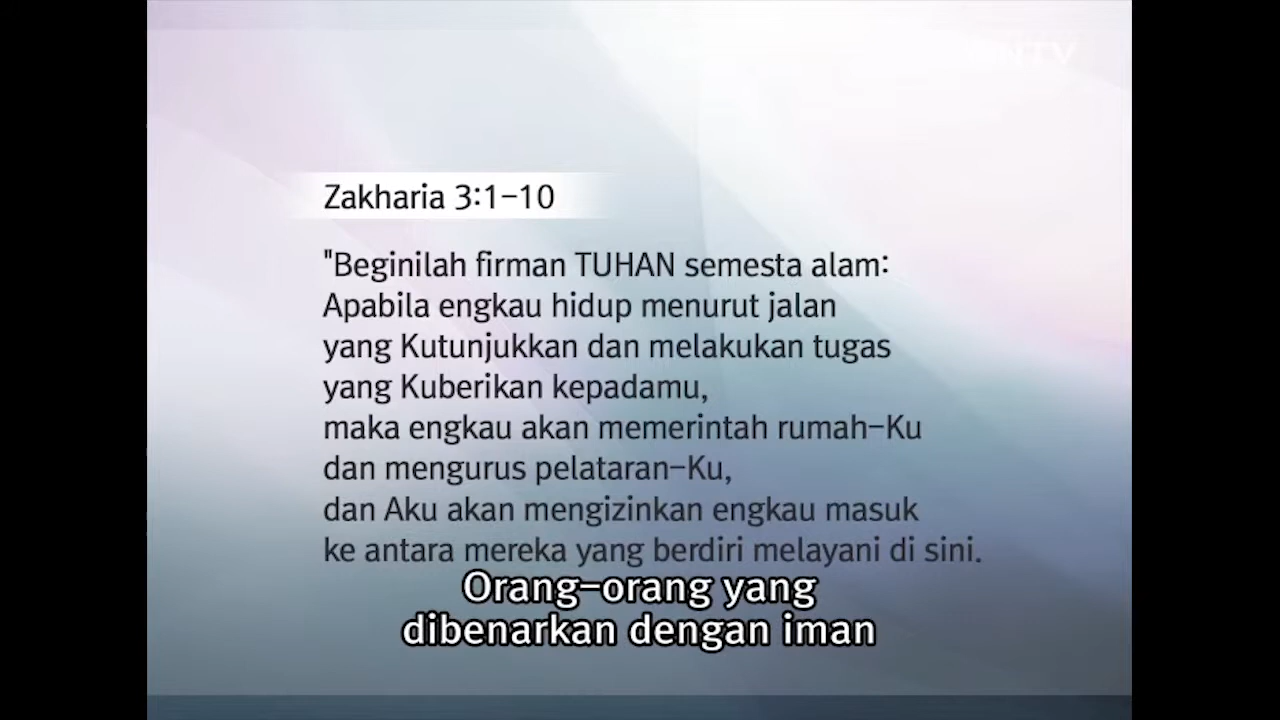 Zakharia 3:1-10
"Beginilah firman TUHAN semesta alam:
Apabila engkau hidup menurut jalan
yang Kutunjukkan dan melakukan tugas
yang Kuberikan kepadamu,
maka engkau akan memerintah rumah-Ku
dan mengurus pelataran-Ku,
dan Aku akan mengizinkan engkau masuk
ke antara mereka yang berdiri melayani di sini.
Orang-orang yang
dibenarkan dengan iman